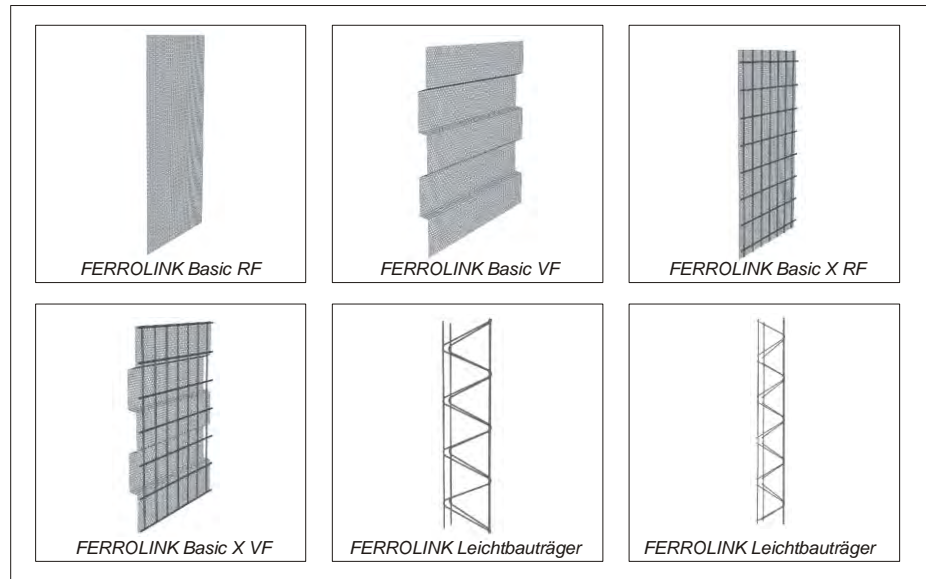 FERROLINK Basic RF
FERROLINK Basic VF
FERROLINK Basic X RF
FERROLINK Basic X VF
FERROLINK Leichtbauträger
FERROLINK Leichtbauträger